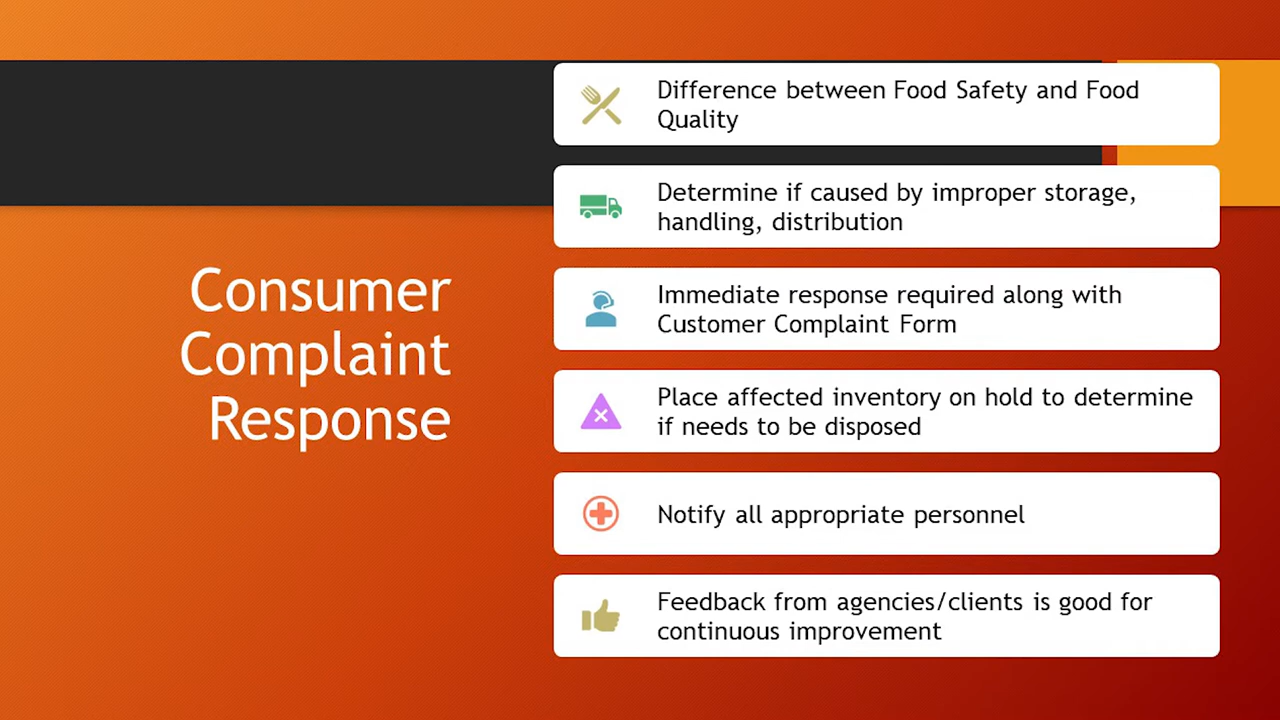 Consumer
Complaint
Response
Difference between Food Safety and Food
Quality
Determine if caused by improper storage,
handling, distribution
Immediate response required along with
Customer Complaint Form
Place affected inventory on hold to determine
if needs to be disposed
Notify all appropriate personnel
Feedback from agencies/clients is good for
continuous improvement